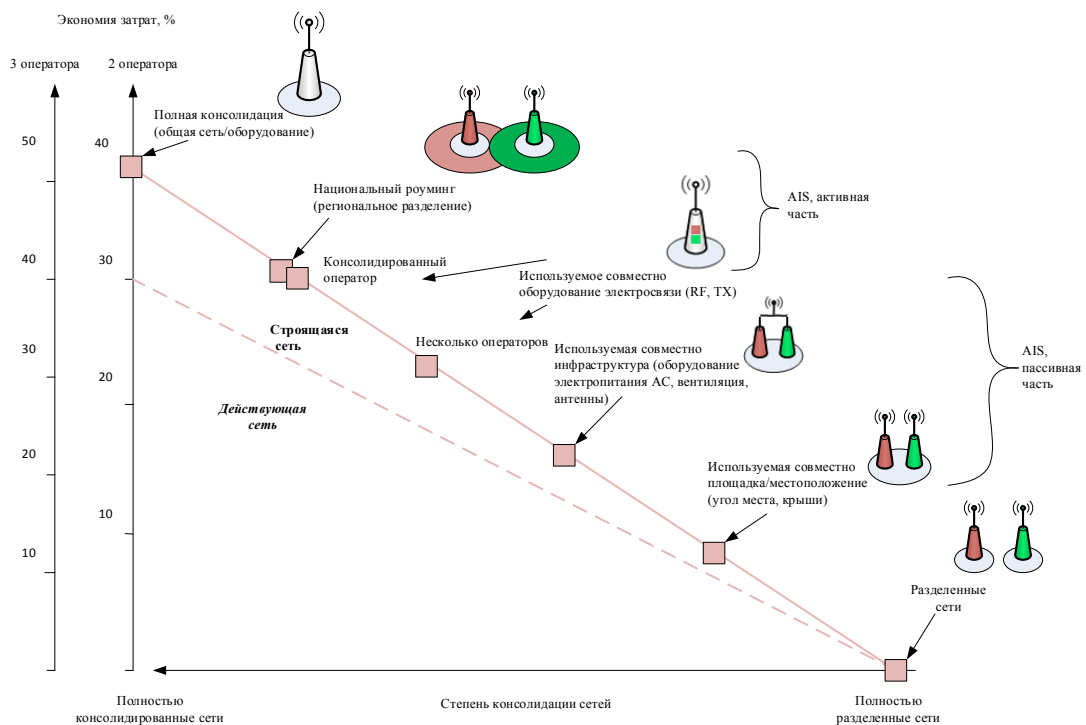 Экономия затрат, %
3 оператора
2 оператора
Полная консолидация
(общая сеть/оборудование)
50
40
Национальный роуминг
(региональное разделение)
AIS, активная
часть
Консолидированный
оператор
40
30
Используемое совместно
оборудование электросвязи (RF, TX)
Строящаяся
сеть
Несколько операторов
30
Используемая совместно
инфраструктура (оборудование
электропитания AC, вентиляция,
антенны)
AIS,
пассивная
часть
20
Действующая
сеть
20
Используемая совместно
площадка/местоположение
(угол места, крыши)
10
10
Разделенные
сети
Полностью
консолидированные сети
Степень консолидации сетей
Полностью
разделенные сети